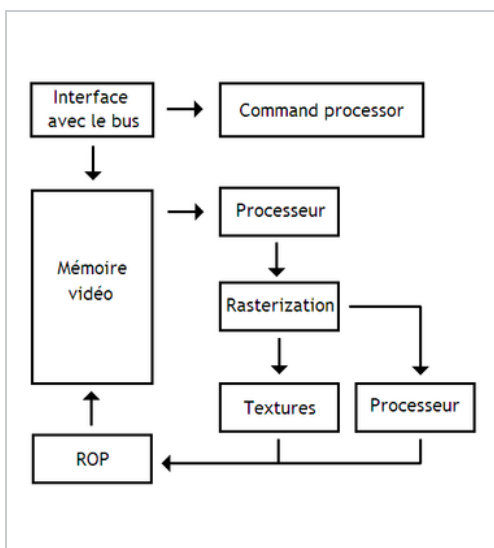 Interface
avec le bus
Command processor
Processeur
Mémoire
vidéo
Rasterization
Textures
Processeur
ROP